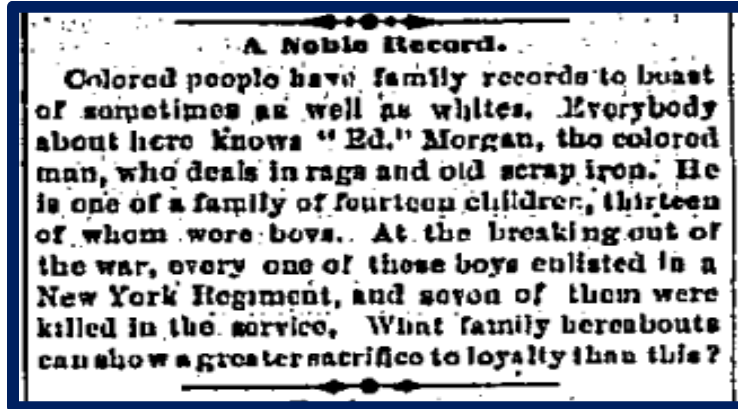 A Noble Record.
Colored people have family records to boast
of sometimes as well as whites. Everybody
about here knows "Ed." Morgan, the colored
man, who deals in rags and old scrap iron. He
is one of a family of fourteen children, thirteen
of whom were boys. At the breaking out of
the war, every one of those boys enlisted in a
New York Regiment, and seven of them were
killed in the service. What family hereabouts
can show a greater sacrifice to loyalty than this?